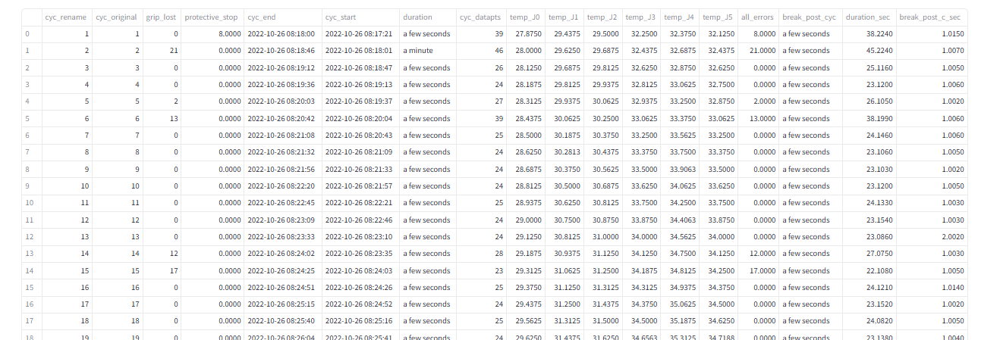 cyc_rename cyc_original grip_lost protective_stop cyc_end cyc_start duration cyc_datapts temp_J0 temp_J1 temp_J2 temp_J3 temp_J4 temp_J5 all_errors break_post_cyc duration_sec break_post_c_sec
0 1 1 0 8.0000 2022-10-26 08:18:00 2022-10-26 08:17:21 a few seconds 39 27.8750 29.4375 29.5000 32.2500 32.3750 32.1250 8.0000 a few seconds 38.2240 1.0150
1 2 2 21 0.0000 2022-10-26 08:18:46 2022-10-26 08:18:01 a minute 46 28.0000 29.6250 29.6875 32.4375 32.6875 32.4375 21.0000 a few seconds 45.2240 1.0070
2 3 3 0 0.0000 2022-10-26 08:19:12 2022-10-26 08:18:47 a few seconds 26 28.1250 29.6875 29.8125 32.6250 32.8750 32.6250 0.0000 a few seconds 25.1160 1.0050
3 4 4 0 0.0000 2022-10-26 08:19:36 2022-10-26 08:19:13 a few seconds 24 28.1875 29.8125 29.9375 32.8125 33.0625 32.7500 0.0000 a few seconds 23.1200 1.0060
4 5 5 2 0.0000 2022-10-26 08:20:03 2022-10-26 08:19:37 a few seconds 27 28.3125 29.9375 30.0625 32.9375 33.2500 32.8750 2.0000 a few seconds 26.1050 1.0020
5 6 6 13 0.0000 2022-10-26 08:20:42 2022-10-26 08:20:04 a few seconds 39 28.4375 30.0625 30.2500 33.0625 33.3750 33.0625 13.0000 a few seconds 38.1990 1.0060
6 7 7 0 0.0000 2022-10-26 08:21:08 2022-10-26 08:20:43 a few seconds 25 28.5000 30.1875 30.3750 33.2500 33.5625 33.2500 0.0000 a few seconds 24.1460 1.0060
7 8 8 0 0.0000 2022-10-26 08:21:32 2022-10-26 08:21:09 a few seconds 24 28.6250 30.2813 30.4375 33.3750 33.7500 33.3750 0.0000 a few seconds 23.1060 1.0050
8 9 9 0 0.0000 2022-10-26 08:21:56 2022-10-26 08:21:33 a few seconds 24 28.6875 30.3750 30.5625 33.5000 33.9063 33.5000 0.0000 a few seconds 23.1030 1.0020
9 10 10 0 0.0000 2022-10-26 08:22:20 2022-10-26 08:21:57 a few seconds 24 28.8125 30.5000 30.6875 33.6250 34.0625 33.6250 0.0000 a few seconds 23.1200 1.0050
10 11 11 0 0.0000 2022-10-26 08:22:45 2022-10-26 08:22:21 a few seconds 25 28.9375 30.6250 30.8125 33.7500 34.2500 33.7500 0.0000 a few seconds 24.1330 1.0030
11 12 12 0 0.0000 2022-10-26 08:23:09 2022-10-26 08:22:46 a few seconds 24 29.0000 30.7500 30.8750 33.8750 34.4063 33.8750 0.0000 a few seconds 23.1540 1.0030
12 13 13 0 0.0000 2022-10-26 08:23:33 2022-10-26 08:23:10 a few seconds 24 29.1250 30.8125 31.0000 34.0000 34.5625 34.0000 0.0000 a few seconds 23.0860 2.0020
13 14 14 12 0.0000 2022-10-26 08:24:02 2022-10-26 08:23:35 a few seconds 28 29.1875 30.9375 31.1250 34.1250 34.7500 34.1250 12.0000 a few seconds 27.0750 1.0030
14 15 15 17 0.0000 2022-10-26 08:24:25 2022-10-26 08:24:03 a few seconds 23 29.3125 31.0625 31.2500 34.1875 34.8125 34.2500 17.0000 a few seconds 22.1080 1.0050
15 16 16 0 0.0000 2022-10-26 08:24:51 2022-10-26 08:24:26 a few seconds 25 29.3750 31.1250 31.3125 34.3125 34.9375 34.3750 0.0000 a few seconds 24.1210 1.0140
16 17 17 0 0.0000 2022-10-26 08:25:15 2022-10-26 08:24:52 a few seconds 24 29.4375 31.2500 31.4375 34.3750 35.0625 34.5000 0.0000 a few seconds 23.1520 1.0020
17 18 18 0 0.0000 2022-10-26 08:25:40 2022-10-26 08:25:16 a few seconds 25 29.5625 31.3125 31.5000 34.5000 35.1875 34.6250 0.0000 a few seconds 24.0820 1.0050
18 19 19 0 0.0000 2022-10-26 08:26:04 2022-10-26 08:25:41 a few seconds 24 29.6250 31.4375 31.6250 34.6563 35.3125 34.7188 0.0000 a few seconds 23.1380 1.0040